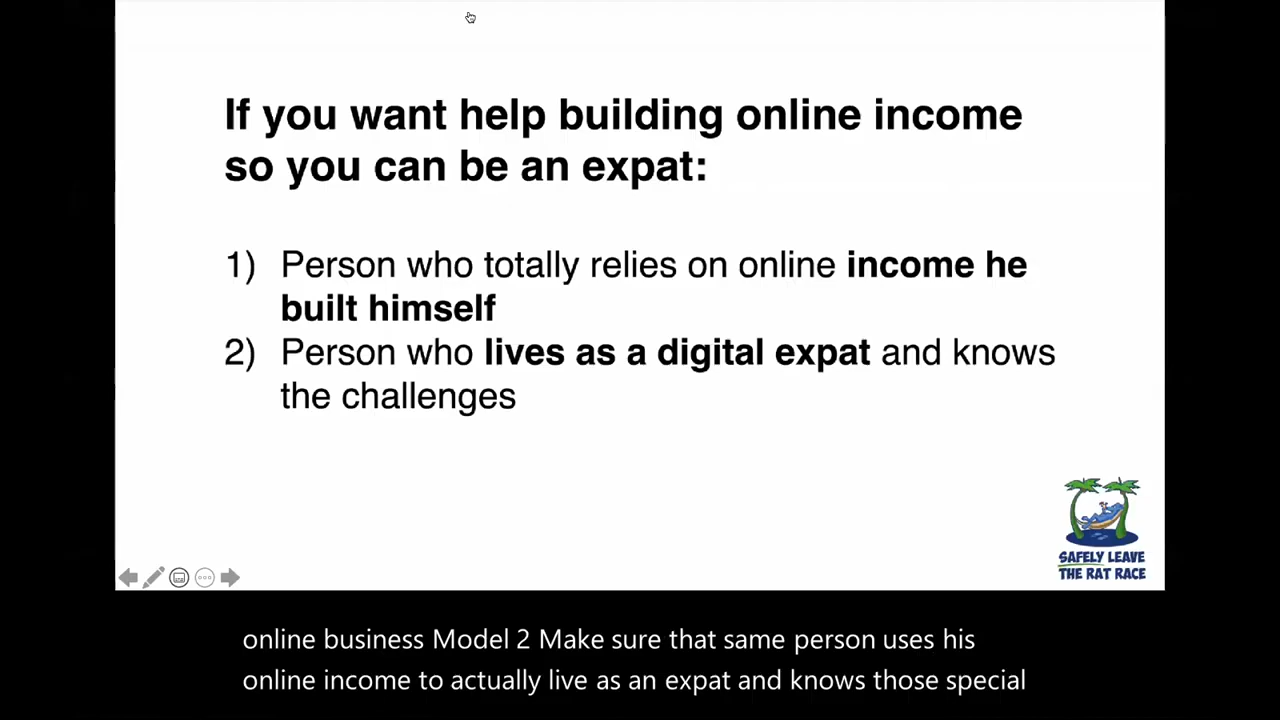 If you want help building online income
so you can be an expat:
1) Person who totally relies on online income he
built himself
2) Person who lives as a digital expat and knows
the challenges
SAFELY LEAVE
THE RAT RACE
online business Model 2 Make sure that same person uses his
online income to actually live as an expat and knows those special